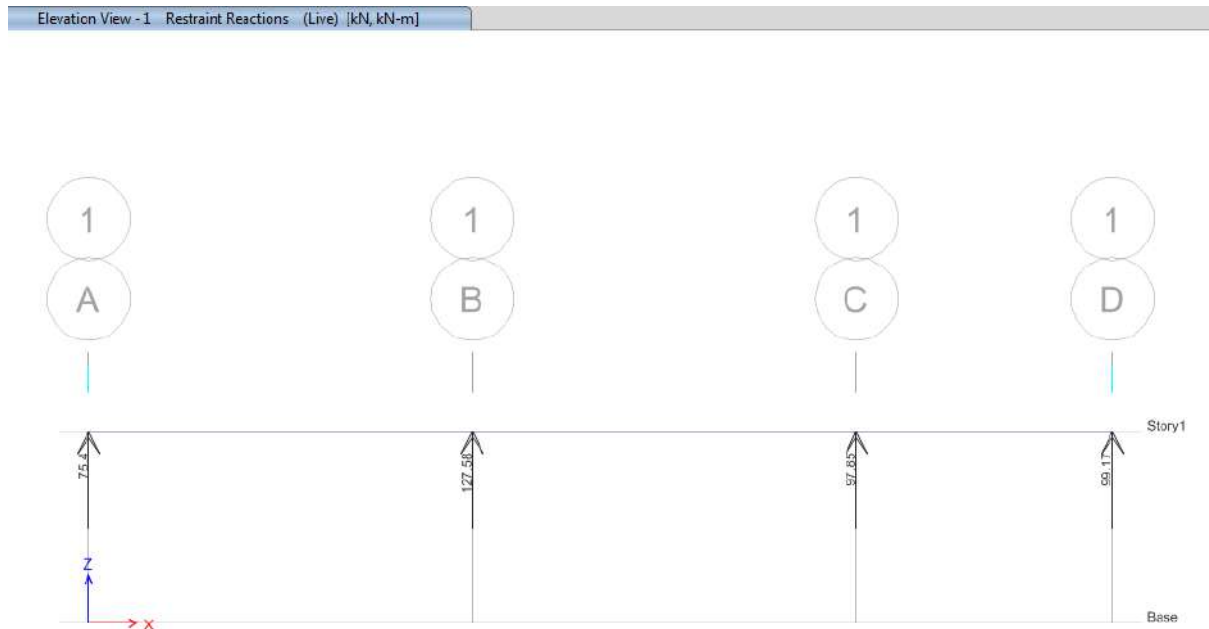 Elevation View - 1 Restraint Reactions (Live) [kN, kN-m]
1 1 1 1
A B C D
Story1
75.4 127.58 97.85 99.17
Z
X
Base